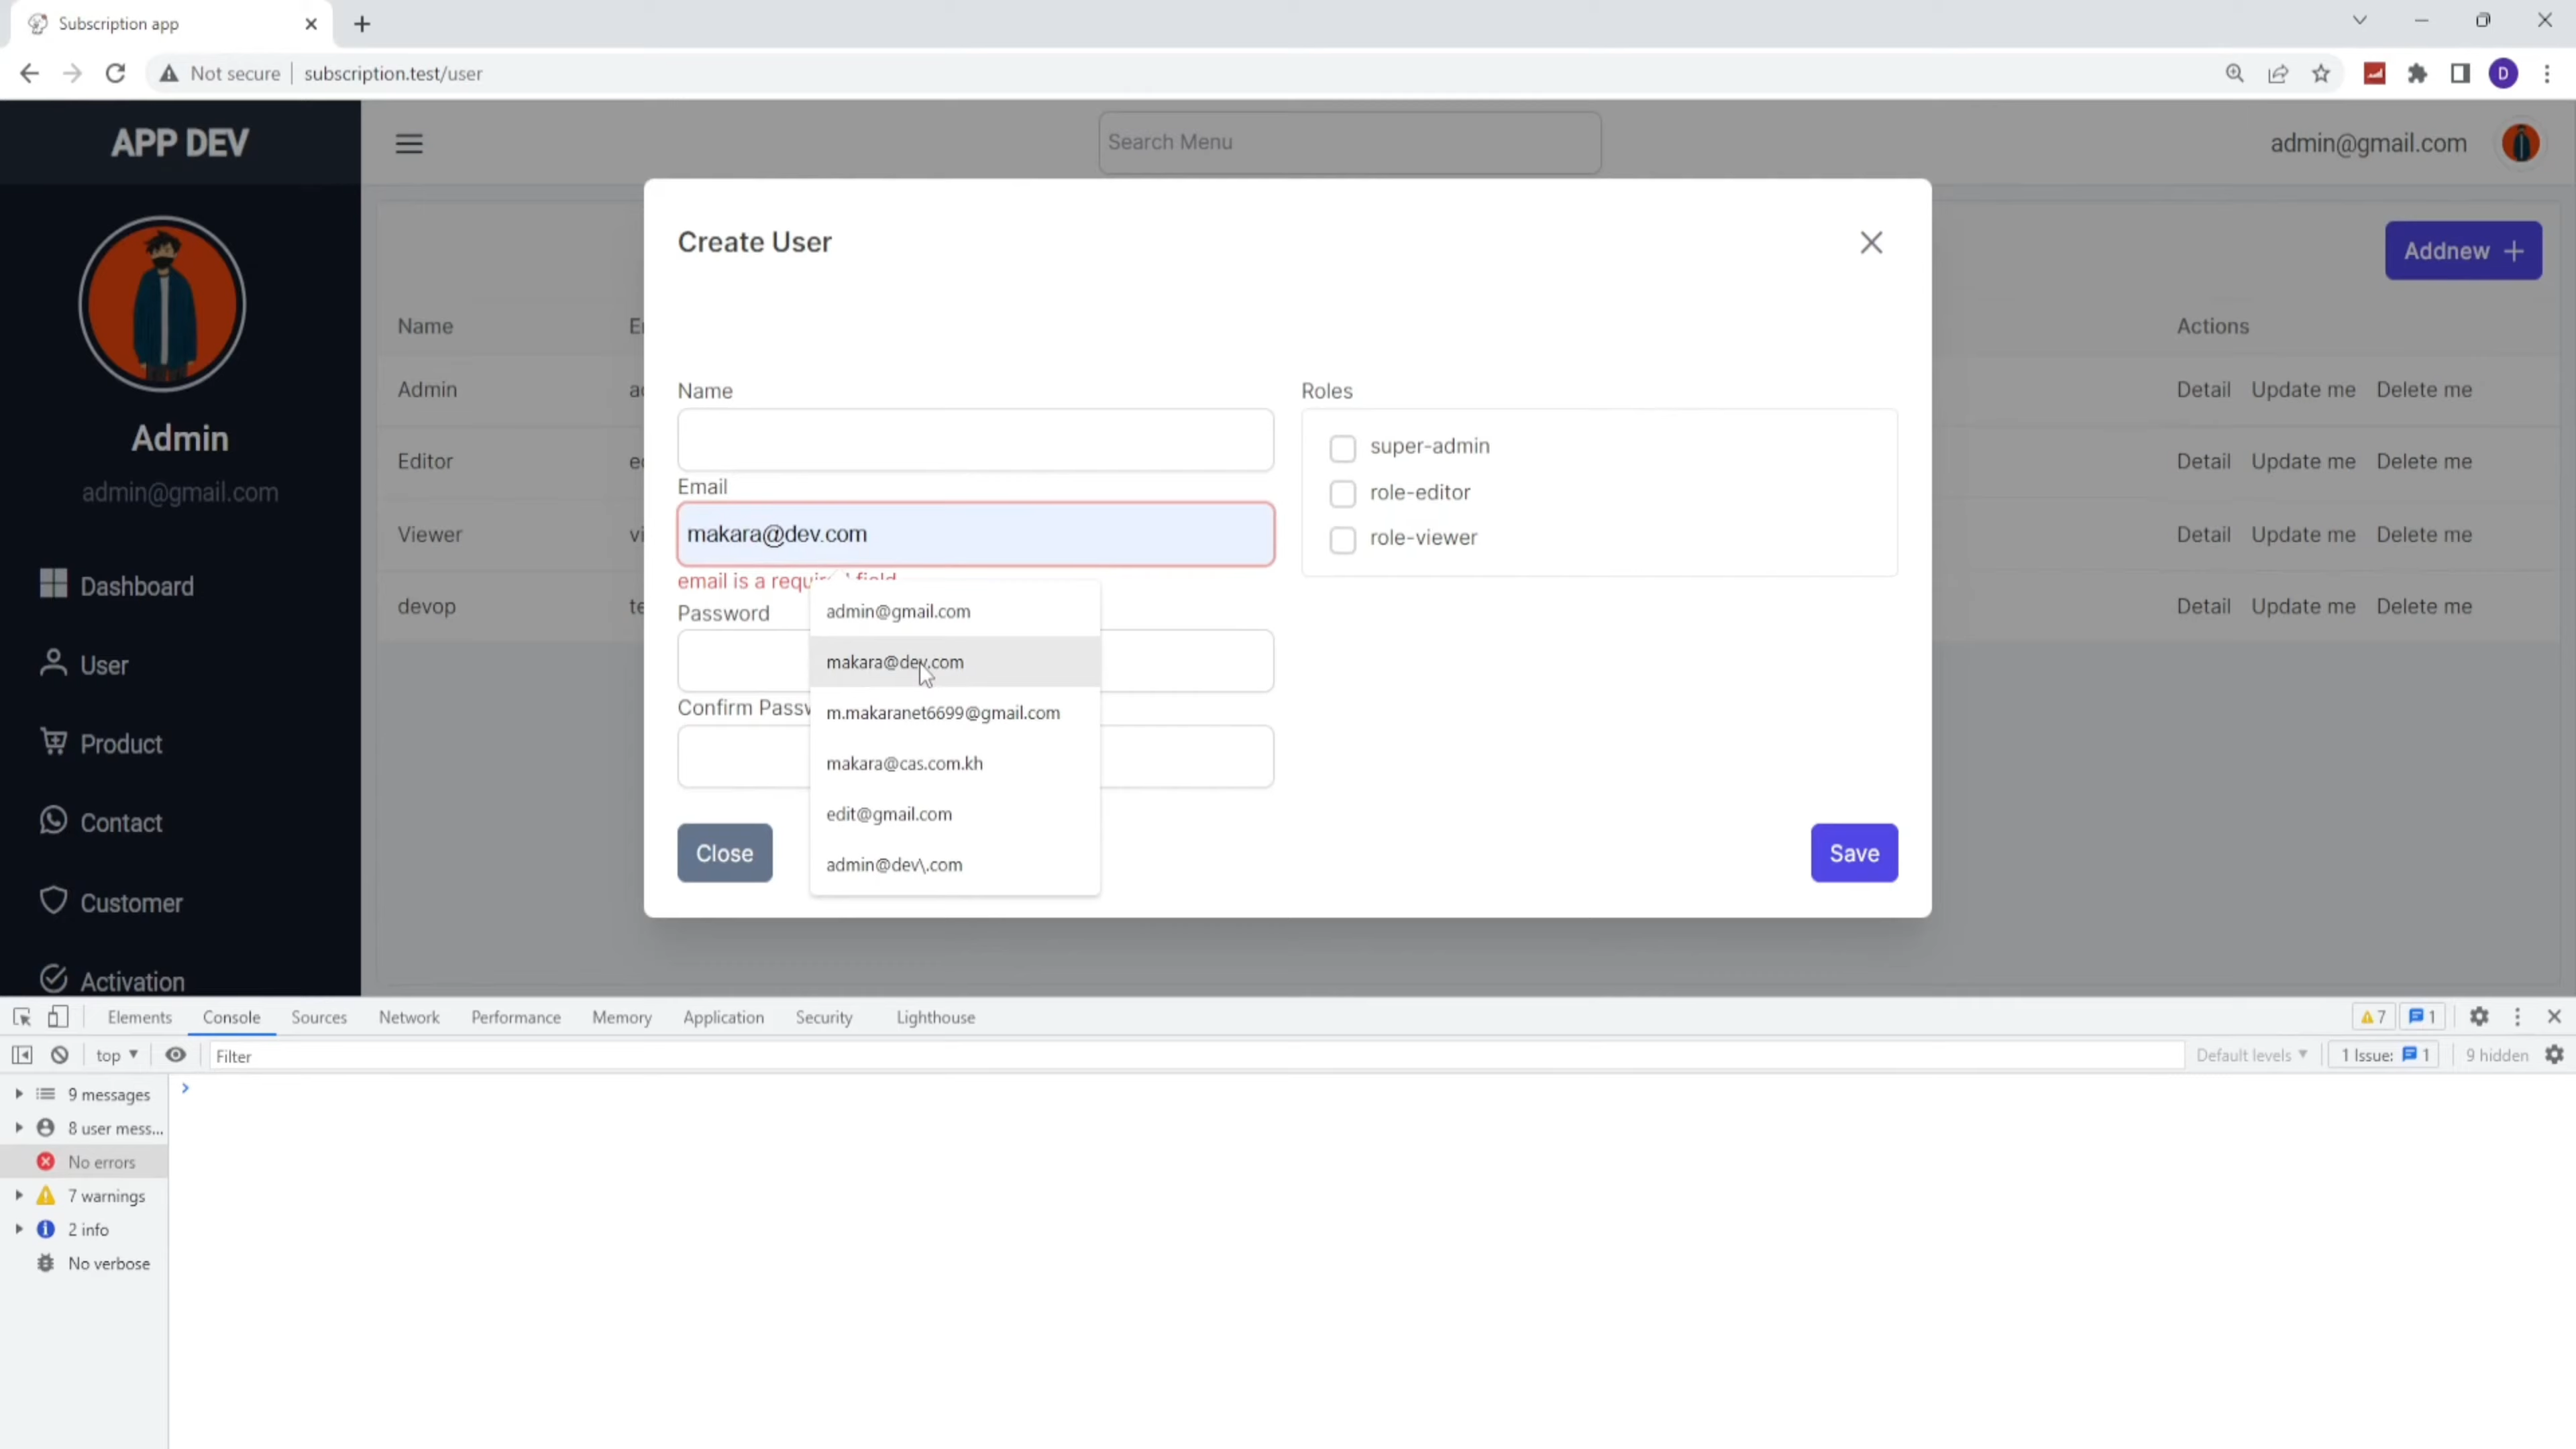 Subscription app
Not secure subscription.test/user
D
APP DEV
Search Menu
admin@gmail.com
Admin
admin@gmail.com
Dashboard
User
Product
Contact
Customer
Activation
Addnew +
Name Actions
Admin Detail Update me Delete me
Editor Detail Update me Delete me
Viewer Detail Update me Delete me
devop Detail Update me Delete me
Create User
Name
Email
makara@dev.com
email is a required field
Password
Confirm Passw
Roles
super-admin
role-editor
role-viewer
admin@gmail.com
makara@dev.com
m.makaranet6699@gmail.com
makara@cas.com.kh
edit@gmail.com
admin@dev\.com
Close
Save
Elements Console Sources Network Performance Memory Application Security Lighthouse
7 1
top Filter Default levels 1 Issue: 1 9 hidden
9 messages
8 user mess...
No errors
7 warnings
2 info
No verbose